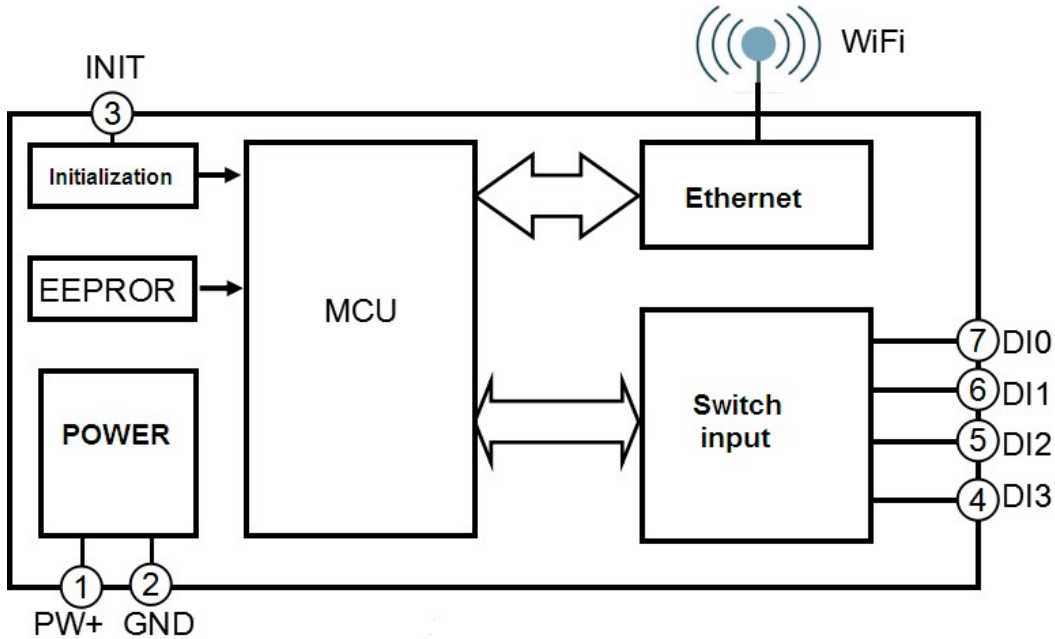 WiFi
INIT
3
Initialization
Ethernet
EEPROR
MCU
7 DI0
6 DI1
Switch
input
5 DI2
4 DI3
POWER
1
2
PW+
GND